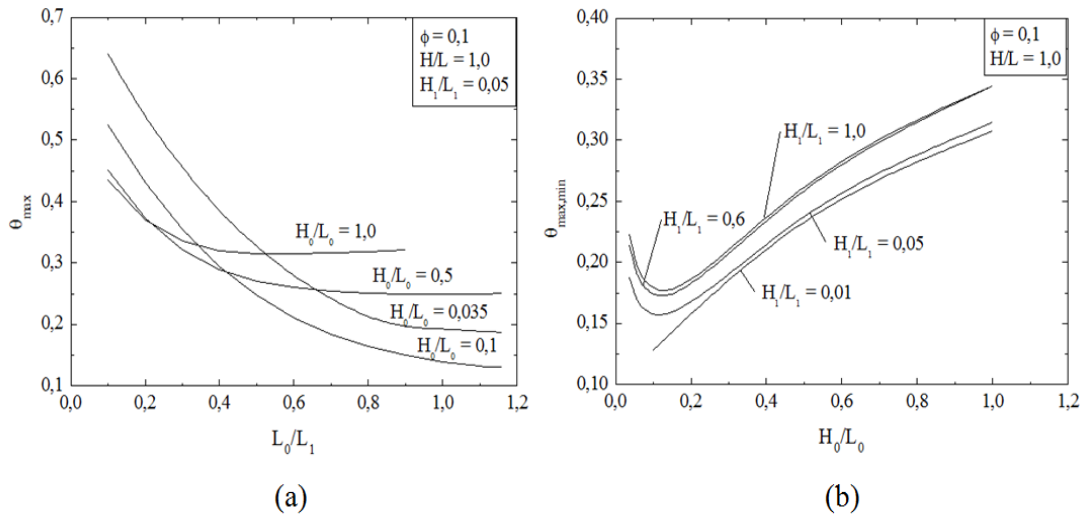 0,7
0,6
0,5
0,4
0,3
0,2
0,1
0,0 0,2 0,4 0,6 0,8 1,0 1,2
θmax
L₀/L₁
ϕ = 0,1
H/L = 1,0
H₁/L₁ = 0,05
H₀/L₀ = 1,0
H₀/L₀ = 0,5
H₀/L₀ = 0,035
H₀/L₀ = 0,1
(a)
0,40
0,35
0,30
0,25
0,20
0,15
0,10
0,0 0,2 0,4 0,6 0,8 1,0 1,2
θmax,min
H₀/L₀
ϕ = 0,1
H/L = 1,0
H₁/L₁ = 1,0
H₁/L₁ = 0,6
H₁/L₁ = 0,05
H₁/L₁ = 0,01
(b)